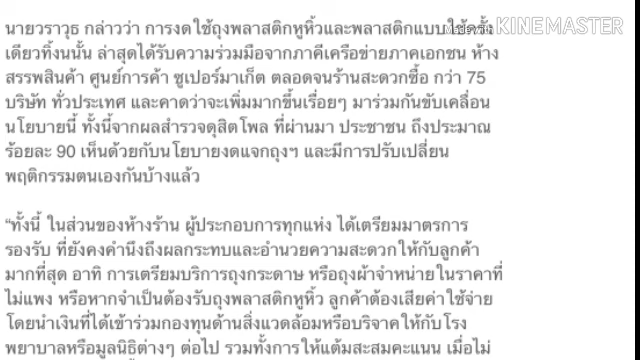 นายวราวุธ กล่าวว่า การงดใช้ถุงพลาสติกหูหิ้วและพลาสติกแบบใช้ครั้ง
KINEMASTER
เดียวทิ้งนนั้น ล่าสุดได้รับความร่วมมือจากภาคีเครือข่ายภาคเอกชน ห้าง
สรรพสินค้า ศูนย์การค้า ซูเปอร์มาเก็ต ตลอดจนร้านสะดวกซื้อ กว่า 75
บริษัท ทั่วประเทศ และคาดว่าจะเพิ่มมากขึ้นเรื่อยๆ มาร่วมกันขับเคลื่อน
นโยบายนี้ ทั้งนี้จากผลสำรวจดุสิตโพล ที่ผ่านมา ประชาชน ถึงประมาณ
ร้อยละ 90 เห็นด้วยกับนโยบายงดแจกถุงฯ และมีการปรับเปลี่ยน
พฤติกรรมตนเองกันบ้างแล้ว
“ทั้งนี้ ในส่วนของห้างร้าน ผู้ประกอบการทุกแห่ง ได้เตรียมมาตรการ
รองรับ ที่ยังคงคำนึงถึงผลกระทบและอำนวยความสะดวกให้กับลูกค้า
มากที่สุด อาทิ การเตรียมบริการถุงกระดาษ หรือถุงผ้าจำหน่ายในราคาที่
ไม่แพง หรือหากจำเป็นต้องรับถุงพลาสติกหูหิ้ว ลูกค้าต้องเสียค่าใช้จ่าย
โดยนำเงินที่ได้เข้าร่วมกองทุนด้านสิ่งแวดล้อมหรือบริจาคให้กับโรง
พยาบาลหรือมูลนิธิต่างๆ ต่อไป รวมทั้งการให้แต้มสะสมคะแนน เมื่อไม่